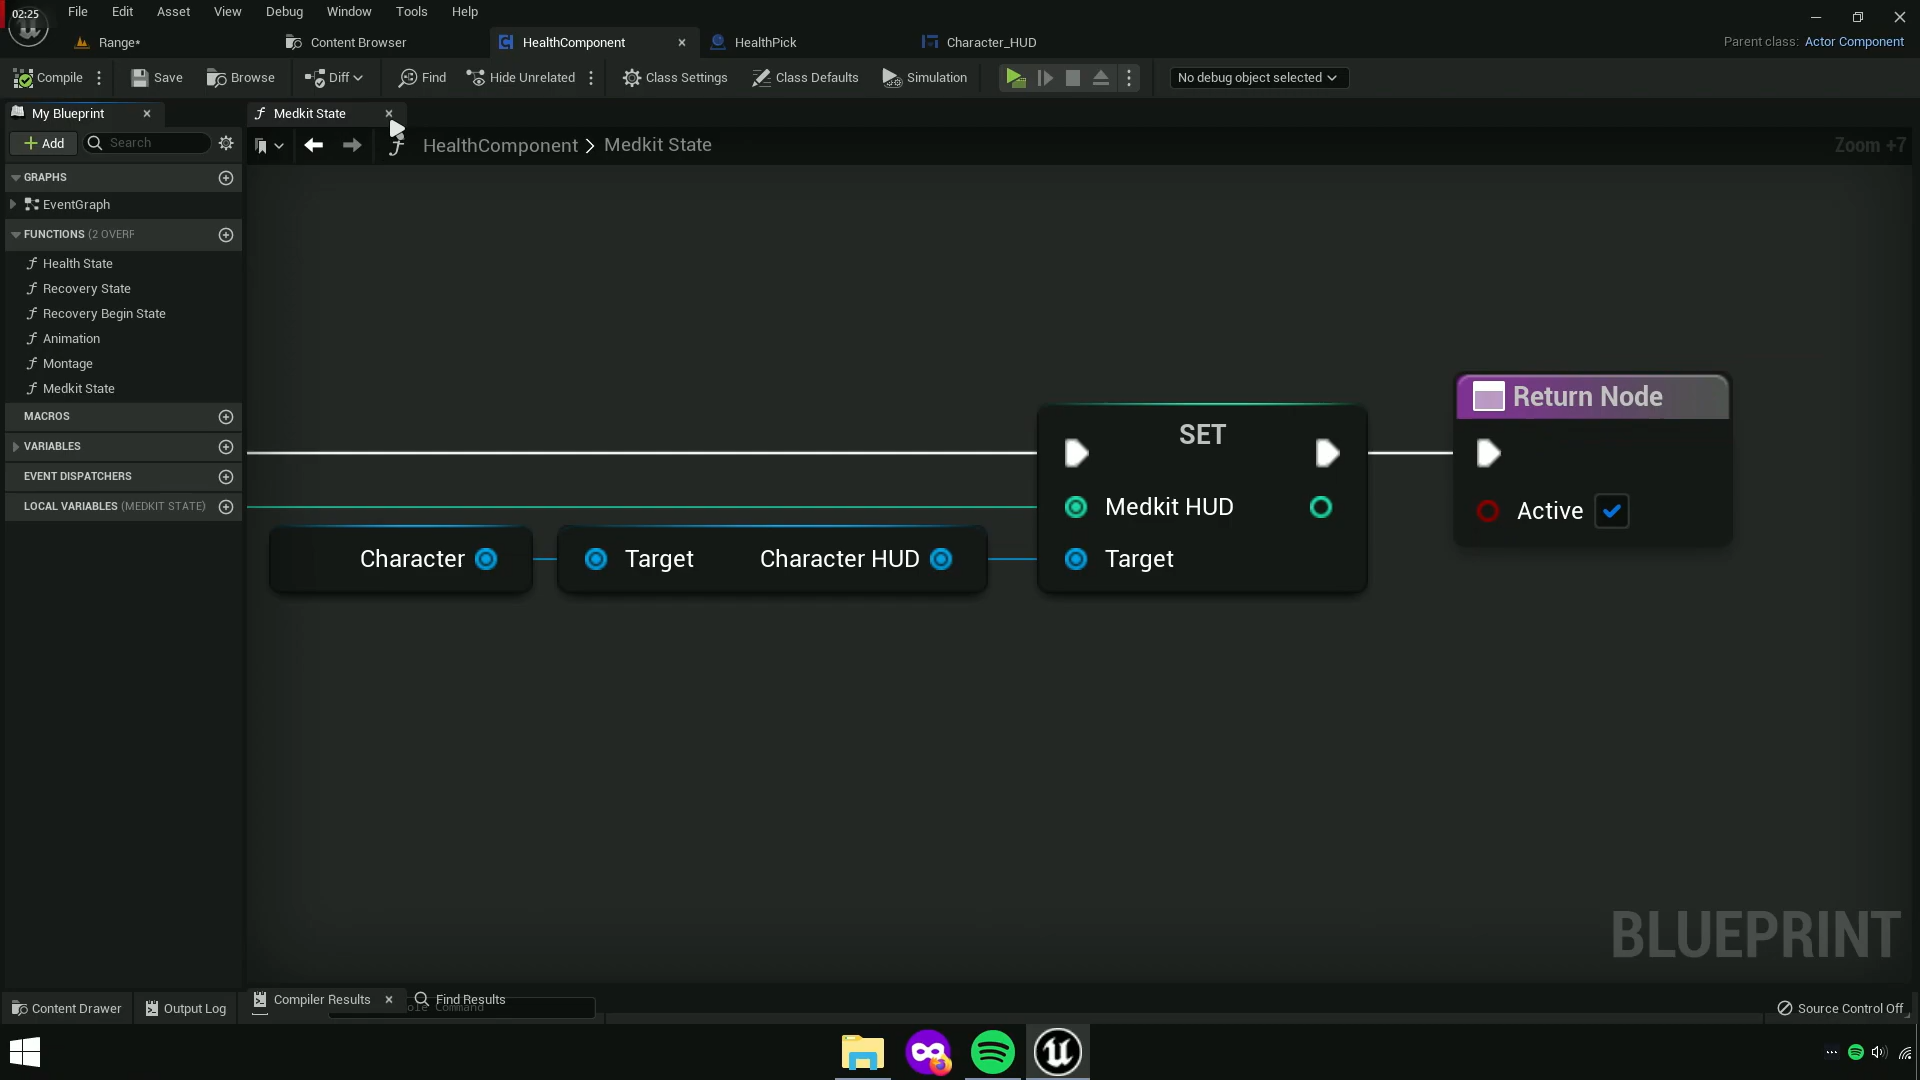 02:25
File Edit Asset View Debug Window Tools Help
Range* Content Browser HealthComponent HealthPick Character_HUD Parent class: Actor Component
Compile Save Browse Diff Find Hide Unrelated Class Settings Class Defaults Simulation No debug object selected
My Blueprint Medkit State
Add Search HealthComponent > Medkit State Zoom +7
GRAPHS
EventGraph
FUNCTIONS (2 OVERF
Health State
Recovery State
Recovery Begin State
Animation
Montage
Medkit State
MACROS
VARIABLES
EVENT DISPATCHERS
LOCAL VARIABLES (MEDKIT STATE)
SET
Medkit HUD
Target
Character
Target Character HUD
Return Node
Active
BLUEPRINT
Compiler Results Find Results
Content Drawer Output Log ole Command Source Control Off